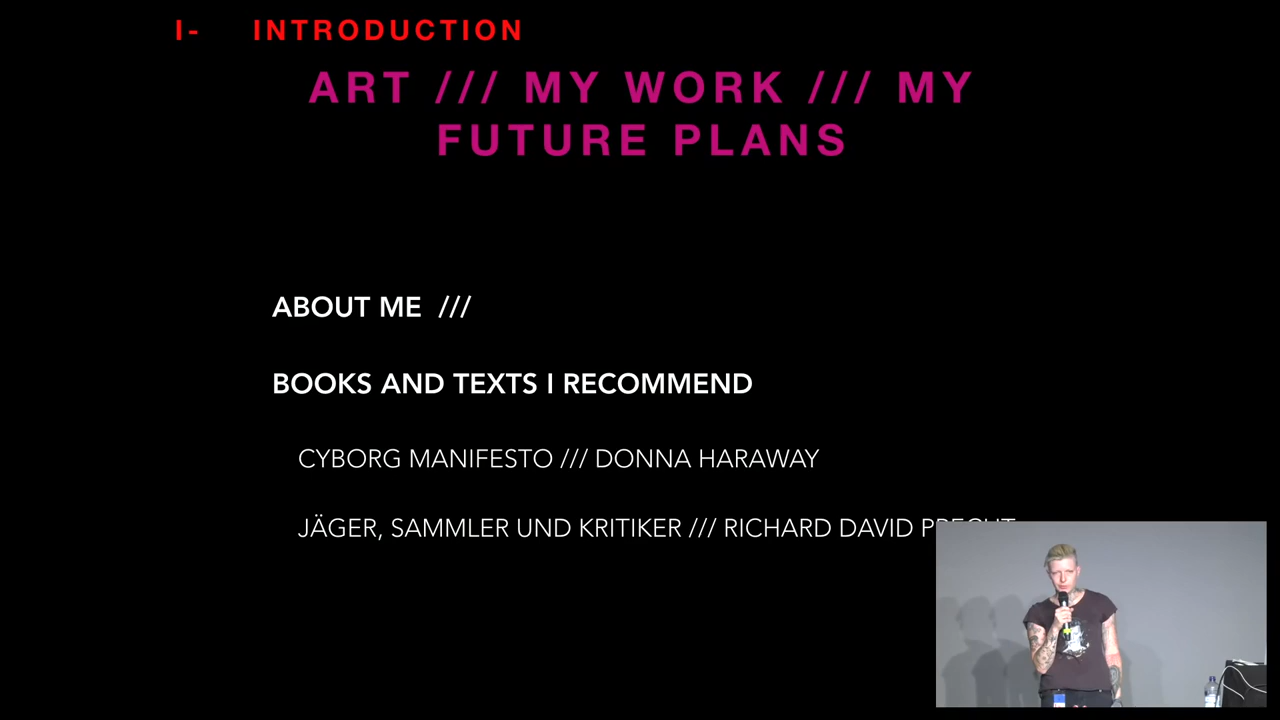 I- INTRODUCTION
ART /// MY WORK /// MY
FUTURE PLANS
ABOUT ME ///
BOOKS AND TEXTS I RECOMMEND
CYBORG MANIFESTO /// DONNA HARAWAY
JÄGER, SAMMLER UND KRITIKER /// RICHARD DAVID PRECHT